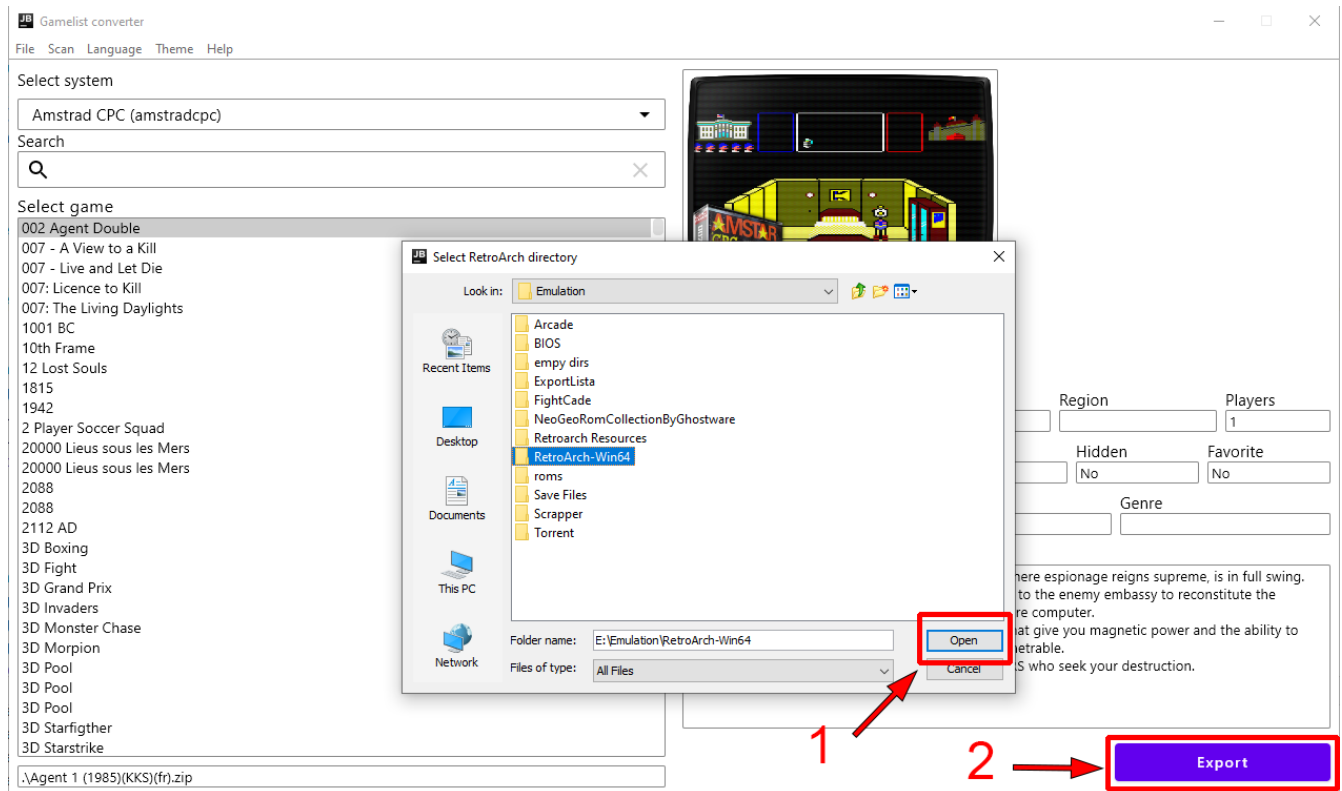 JB Gamelist converter
File Scan Language Theme Help
Select system
Amstrad CPC (amstradcpc)
Search
Select game
002 Agent Double
007 - A View to a Kill
007 - Live and Let Die
007: Licence to Kill
007: The Living Daylights
1001 BC
10th Frame
12 Lost Souls
1815
1942
2 Player Soccer Squad
20000 Lieus sous les Mers
20000 Lieus sous les Mers
2088
2088
2112 AD
3D Boxing
3D Fight
3D Grand Prix
3D Invaders
3D Monster Chase
3D Morpion
3D Pool
3D Pool
3D Pool
3D Starfigther
3D Starstrike
.\Agent 1 (1985)(KKS)(fr).zip
AMSTAR
JB Select RetroArch directory
Look in: Emulation
Recent Items
Desktop
Documents
This PC
Network
Arcade
BIOS
empy dirs
ExportLista
FightCade
NeoGeoRomCollectionByGhostware
Retroarch Resources
RetroArch-Win64
roms
Save Files
Scrapper
Torrent
Folder name: E:\Emulation\RetroArch-Win64 Open
Files of type: All Files Cancel
Region Players
1
Hidden Favorite
No No
Genre
here espionage reigns supreme, is in full swing.
to the enemy embassy to reconstitute the
re computer.
at give you magnetic power and the ability to
netrable.
S who seek your destruction.
1
2
Export